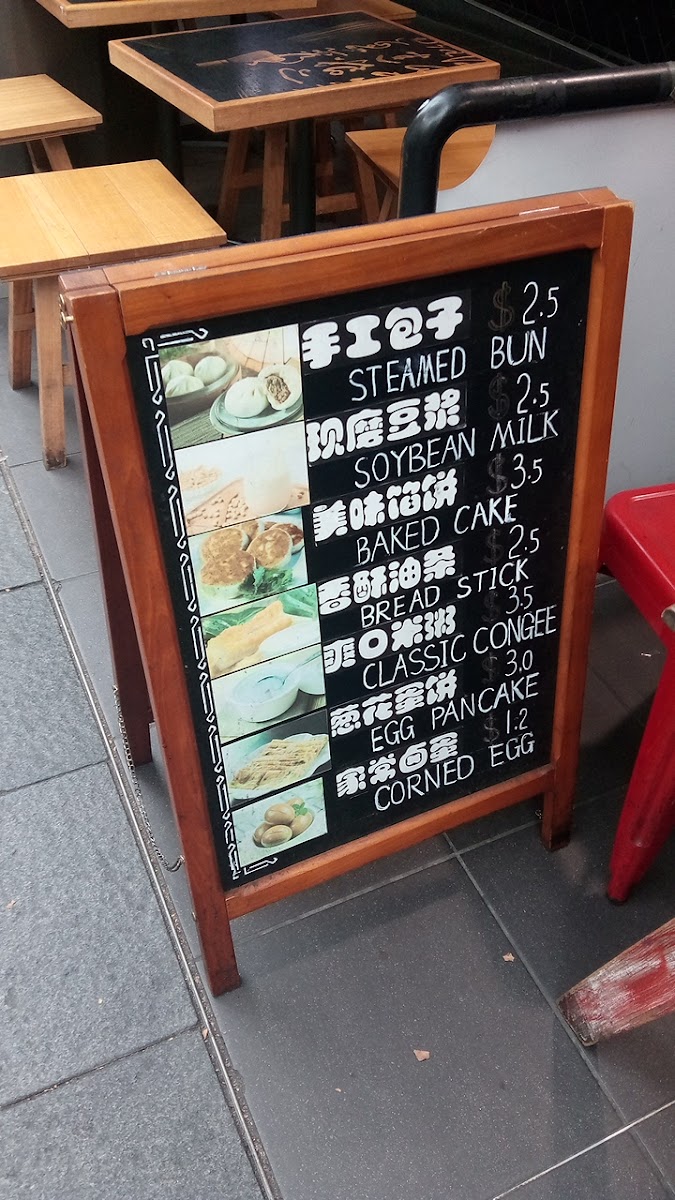 手工包子 $2.5
STEAMED BUN
现磨豆浆 $2.5
SOYBEAN MILK
美味馅饼 $3.5
BAKED CAKE
香酥油条 $2.5
BREAD STICK
爽口米粥 $3.5
CLASSIC CONGEE
葱花蛋饼 $3.0
EGG PANCAKE
家常卤蛋 $1.2
CORNED EGG